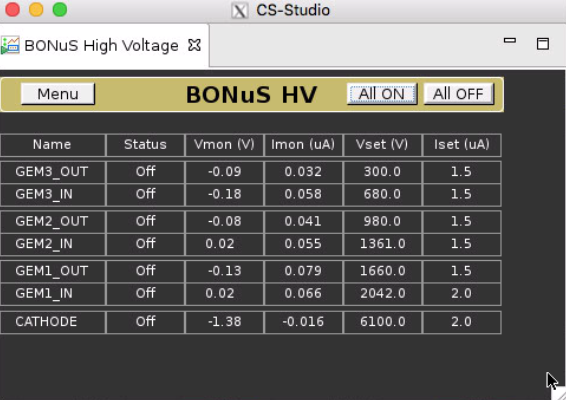 CS-Studio
BONuS High Voltage
Menu BONuS HV All ON All OFF
Name Status Vmon (V) Imon (uA) Vset (V) Iset (uA)
GEM3_OUT Off -0.09 0.032 300.0 1.5
GEM3_IN Off -0.18 0.058 680.0 1.5
GEM2_OUT Off -0.08 0.041 980.0 1.5
GEM2_IN Off 0.02 0.055 1361.0 1.5
GEM1_OUT Off -0.13 0.079 1660.0 1.5
GEM1_IN Off 0.02 0.066 2042.0 2.0
CATHODE Off -1.38 -0.016 6100.0 2.0